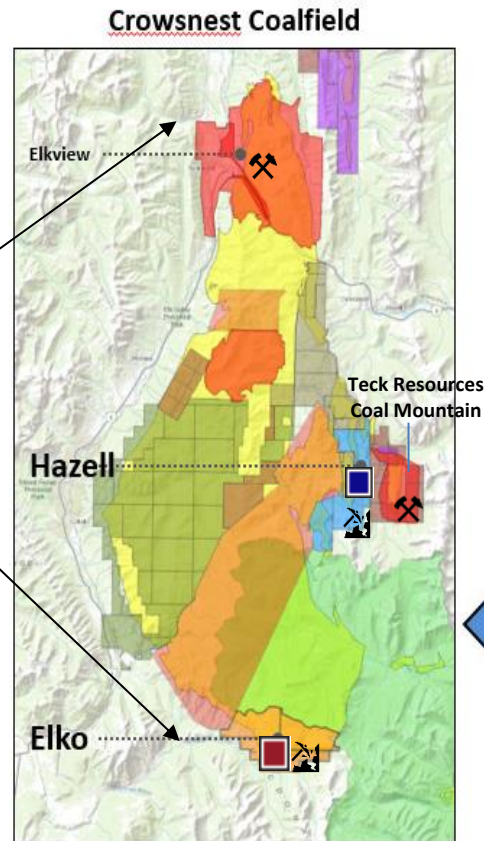 Crowsnest Coalfield
Elkview
Teck Resources
Coal Mountain
Hazell
Elko